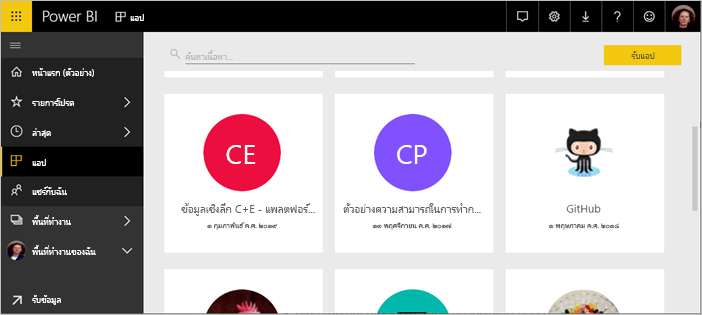 Power BI
แอป
?
ค้นหาเนื้อหา...
รับแอป
หน้าแรก (ตัวอย่าง)
รายการโปรด
ล่าสุด
แอป
แชร์กับฉัน
พื้นที่ทำงาน
พื้นที่ทำงานของฉัน
รับข้อมูล
CE
ข้อมูลเชิงลึก C+E - แพลตฟอร์...
๑ กุมภาพันธ์ ค.ศ. ๒๐๑๙
CP
ตัวอย่างความสามารถในการทำก...
๑๓ พฤศจิกายน ค.ศ. ๒๐๑๗
GitHub
๑ พฤษภาคม ค.ศ. ๒๐๑๘